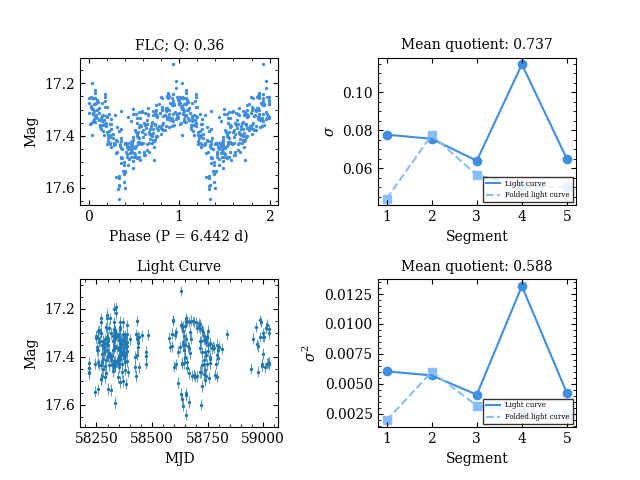 FLC; Q: 0.36
Mag
17.2
17.4
17.6
0
1
2
Phase (P = 6.442 d)
Mean quotient: 0.737
σ
0.10
0.08
0.06
Light curve
Folded light curve
1
2
3
4
5
Segment
Light Curve
Mag
17.2
17.4
17.6
58250
58500
58750
59000
MJD
Mean quotient: 0.588
σ²
0.0125
0.0100
0.0075
0.0050
0.0025
Light curve
Folded light curve
1
2
3
4
5
Segment